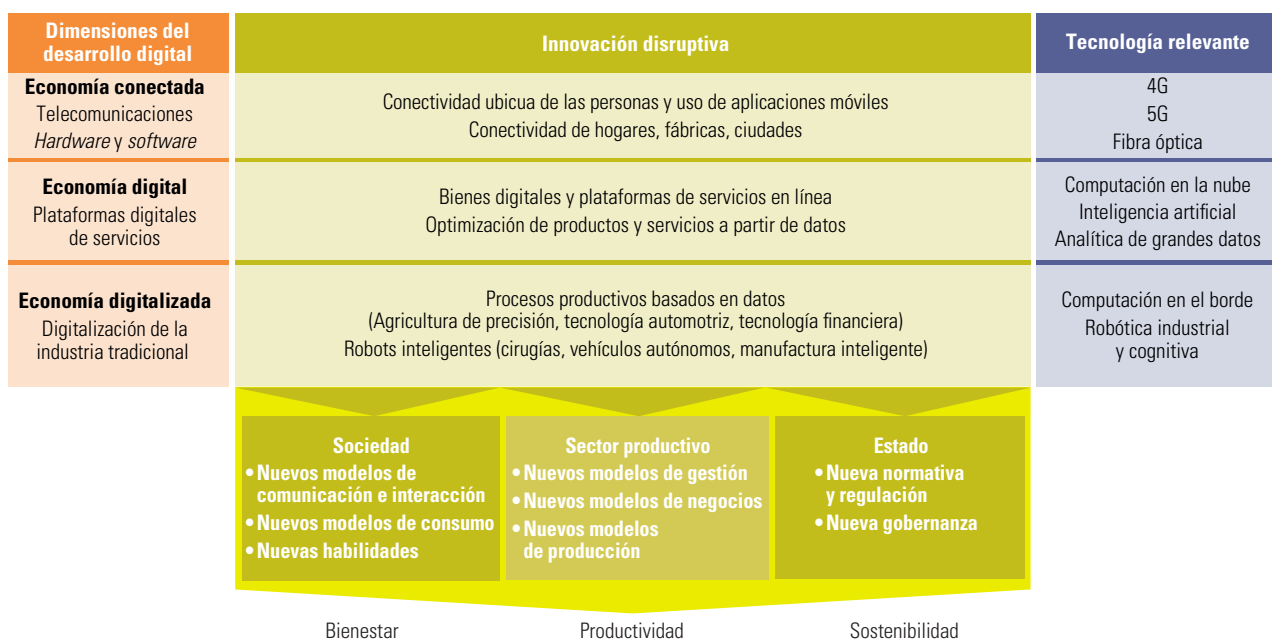 Dimensiones del
desarrollo digital
Innovación disruptiva
Tecnología relevante
Economía conectada
Telecomunicaciones
Hardware y software
Conectividad ubicua de las personas y uso de aplicaciones móviles
Conectividad de hogares, fábricas, ciudades
4G
5G
Fibra óptica
Economía digital
Plataformas digitales
de servicios
Bienes digitales y plataformas de servicios en línea
Optimización de productos y servicios a partir de datos
Computación en la nube
Inteligencia artificial
Analítica de grandes datos
Economía digitalizada
Digitalización de la
industria tradicional
Procesos productivos basados en datos
(Agricultura de precisión, tecnología automotriz, tecnología financiera)
Robots inteligentes (cirugías, vehículos autónomos, manufactura inteligente)
Computación en el borde
Robótica industrial
y cognitiva
Sociedad
• Nuevos modelos de
comunicación e interacción
• Nuevos modelos de consumo
• Nuevas habilidades
Sector productivo
• Nuevos modelos de gestión
• Nuevos modelos de negocios
• Nuevos modelos
de producción
Estado
• Nueva normativa
y regulación
• Nueva gobernanza
Bienestar
Productividad
Sostenibilidad